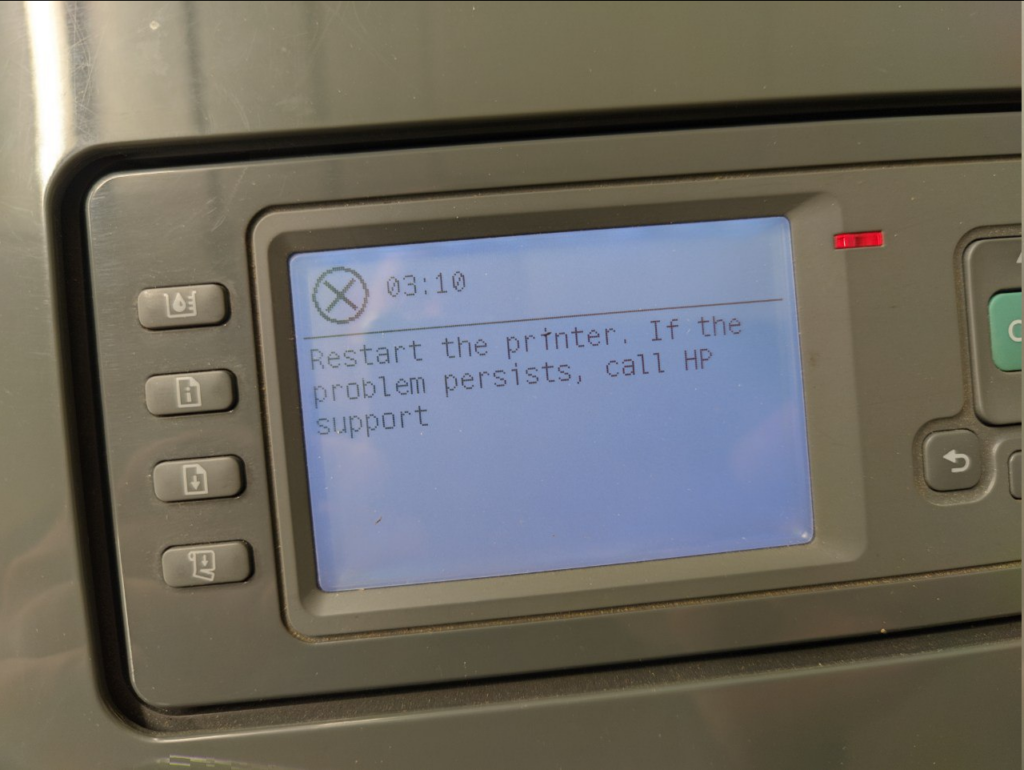 03:10
Restart the printer. If the
problem persists, call HP
support